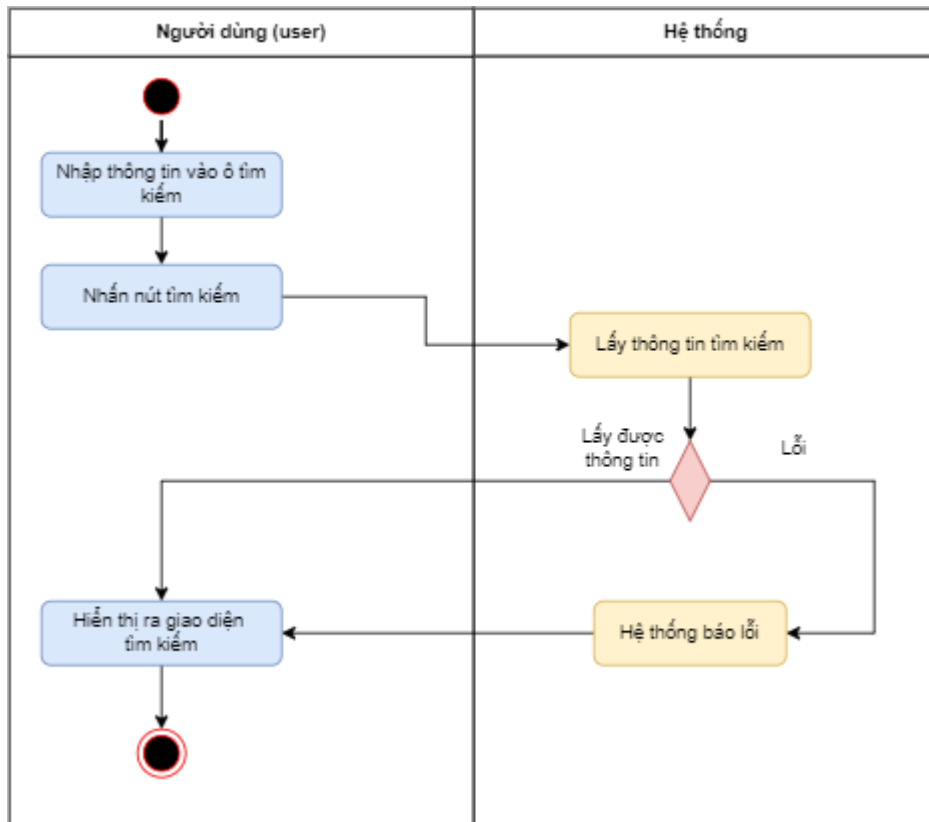 Người dùng (user)
Hệ thống
Nhập thông tin vào ô tìm
kiếm
Nhấn nút tìm kiếm
Lấy thông tin tìm kiếm
Lấy được
thông tin
Lỗi
Hiển thị ra giao diện
tìm kiếm
Hệ thống báo lỗi